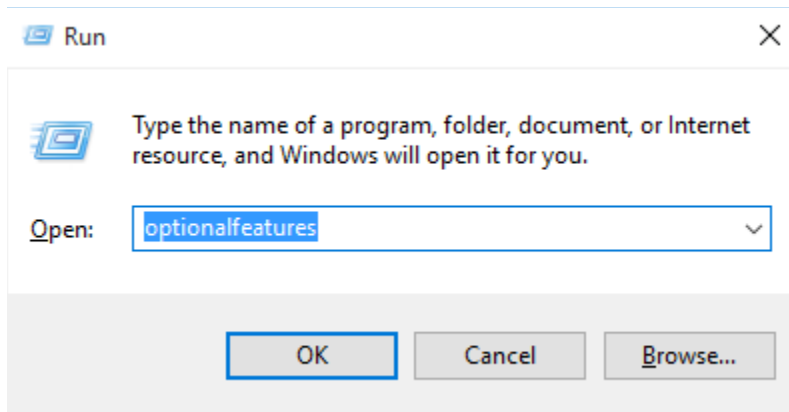 Run
Type the name of a program, folder, document, or Internet
resource, and Windows will open it for you.
Open: optionalfeatures
OK Cancel Browse...